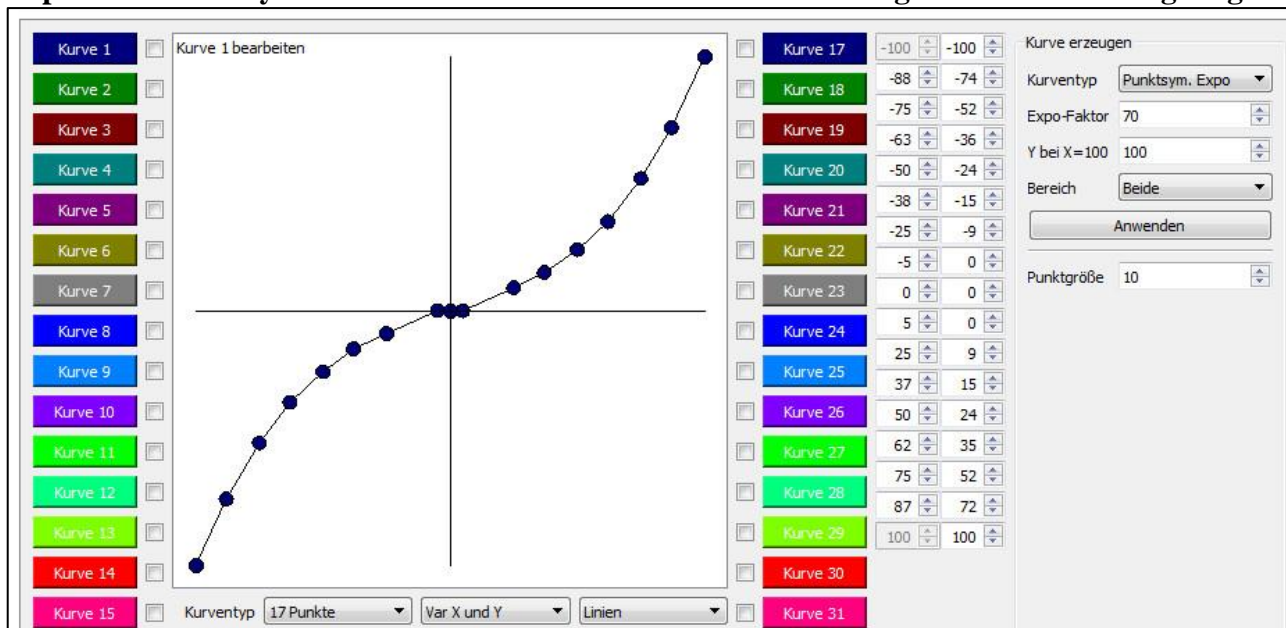 Kurve 1 bearbeiten
Kurve 1
Kurve 2
Kurve 3
Kurve 4
Kurve 5
Kurve 6
Kurve 7
Kurve 8
Kurve 9
Kurve 10
Kurve 11
Kurve 12
Kurve 13
Kurve 14
Kurve 15
Kurventyp 17 Punkte Var X und Y Linien
Kurve 17
Kurve 18
Kurve 19
Kurve 20
Kurve 21
Kurve 22
Kurve 23
Kurve 24
Kurve 25
Kurve 26
Kurve 27
Kurve 28
Kurve 29
Kurve 30
Kurve 31
-100 -100
-88 -74
-75 -52
-63 -36
-50 -24
-38 -15
-25 -9
-5 0
0 0
5 0
25 9
37 15
50 24
62 35
75 52
87 72
100 100
Kurve erzeugen
Kurventyp Punktsym. Expo
Expo-Faktor 70
Y bei X=100 100
Bereich Beide
Anwenden
Punktgröße 10